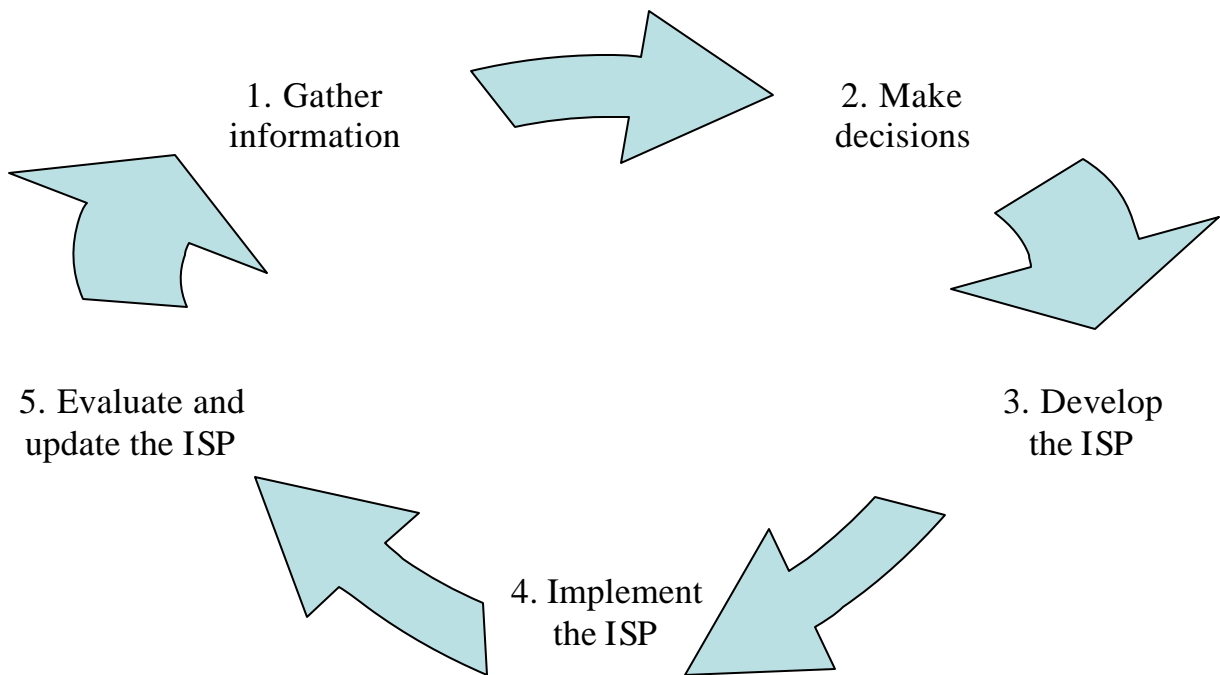 1. Gather
information
2. Make
decisions
3. Develop
the ISP
4. Implement
the ISP
5. Evaluate and
update the ISP